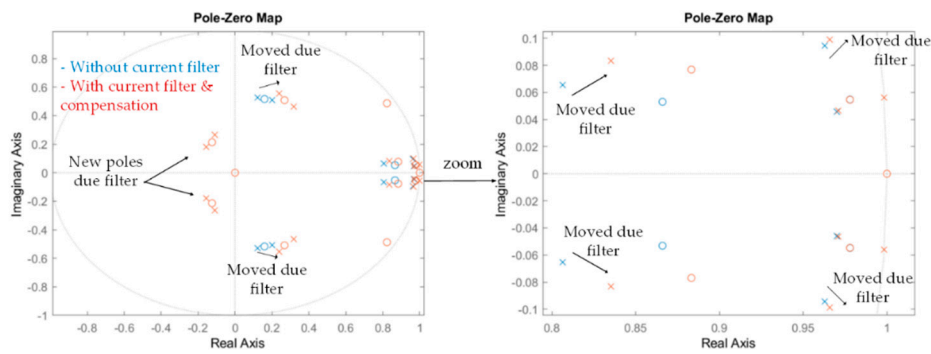 Pole-Zero Map
Imaginary Axis
1
0.8
0.6
0.4
0.2
0
-0.2
-0.4
-0.6
-0.8
-1
- Without current filter
- With current filter &
compensation
Moved due
filter
New poles
due filter
Moved due
filter
-0.8
-0.6
-0.4
-0.2
0
0.2
0.4
0.6
0.8
1
Real Axis
zoom
Pole-Zero Map
Imaginary Axis
0.1
0.08
0.06
0.04
0.02
0
-0.02
-0.04
-0.06
-0.08
-0.1
Moved due
filter
Moved due
filter
Moved due
filter
Moved due
filter
0.8
0.85
0.9
0.95
1
Real Axis